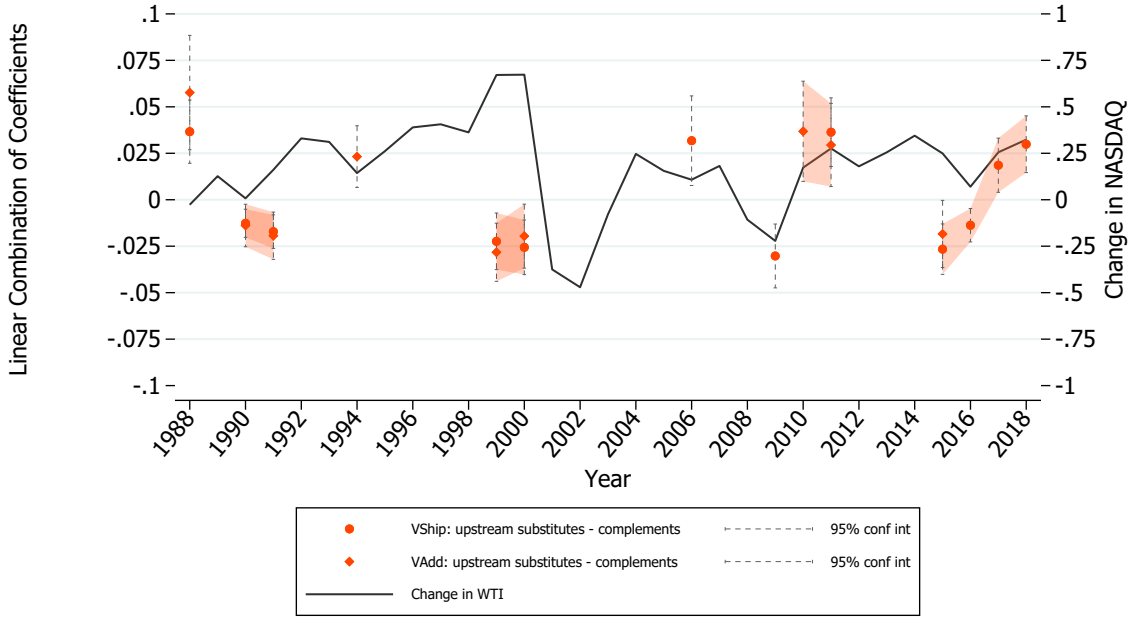 Linear Combination of Coefficients
.1
.075
.05
.025
0
-.025
-.05
-.075
-.1
1
.75
.5
.25
0
-.25
-.5
-.75
-1
Change in NASDAQ
1988 1990 1992 1994 1996 1998 2000 2002 2004 2006 2008 2010 2012 2014 2016 2018
Year
VShip: upstream substitutes - complements 95% conf int
VAdd: upstream substitutes - complements 95% conf int
Change in WTI